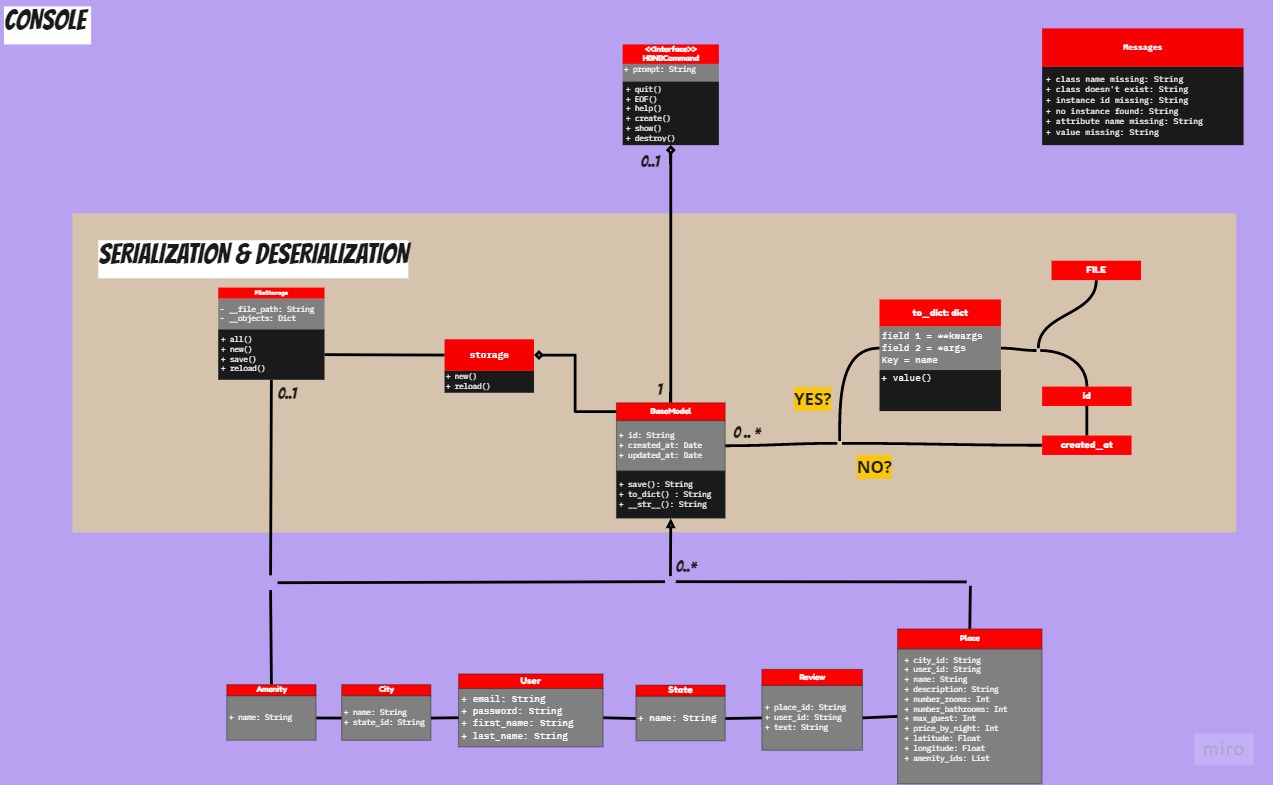 CONSOLE
<<Interface>>
HBNBCommand
+ prompt: String
+ quit()
+ EOF()
+ help()
+ create()
+ show()
+ destroy()
0..1
Messages
+ class name missing: String
+ class doesn't exist: String
+ instance id missing: String
+ no instance found: String
+ attribute name missing: String
+ value missing: String
SERIALIZATION & DESERIALIZATION
FileStorage
- __file_path: String
- __objects: Dict
+ all()
+ new()
+ save()
+ reload()
0..1
storage
+ new()
+ reload()
1
BaseModel
+ id: String
+ created_at: Date
+ updated_at: Date
+ save(): String
+ to_dict() : String
+ __str__(): String
0..*
YES?
NO?
to_dict: dict
field 1 = **kwargs
field 2 = *args
Key = name
+ value()
FILE
id
created_at
0..*
Amenity
+ name: String
City
+ name: String
+ state_id: String
User
+ email: String
+ password: String
+ first_name: String
+ last_name: String
State
+ name: String
Review
+ place_id: String
+ user_id: String
+ text: String
Place
+ city_id: String
+ user_id: String
+ name: String
+ description: String
+ number_rooms: Int
+ number_bathrooms: Int
+ max_guest: Int
+ price_by_night: Int
+ latitude: Float
+ longitude: Float
+ amenity_ids: List
miro